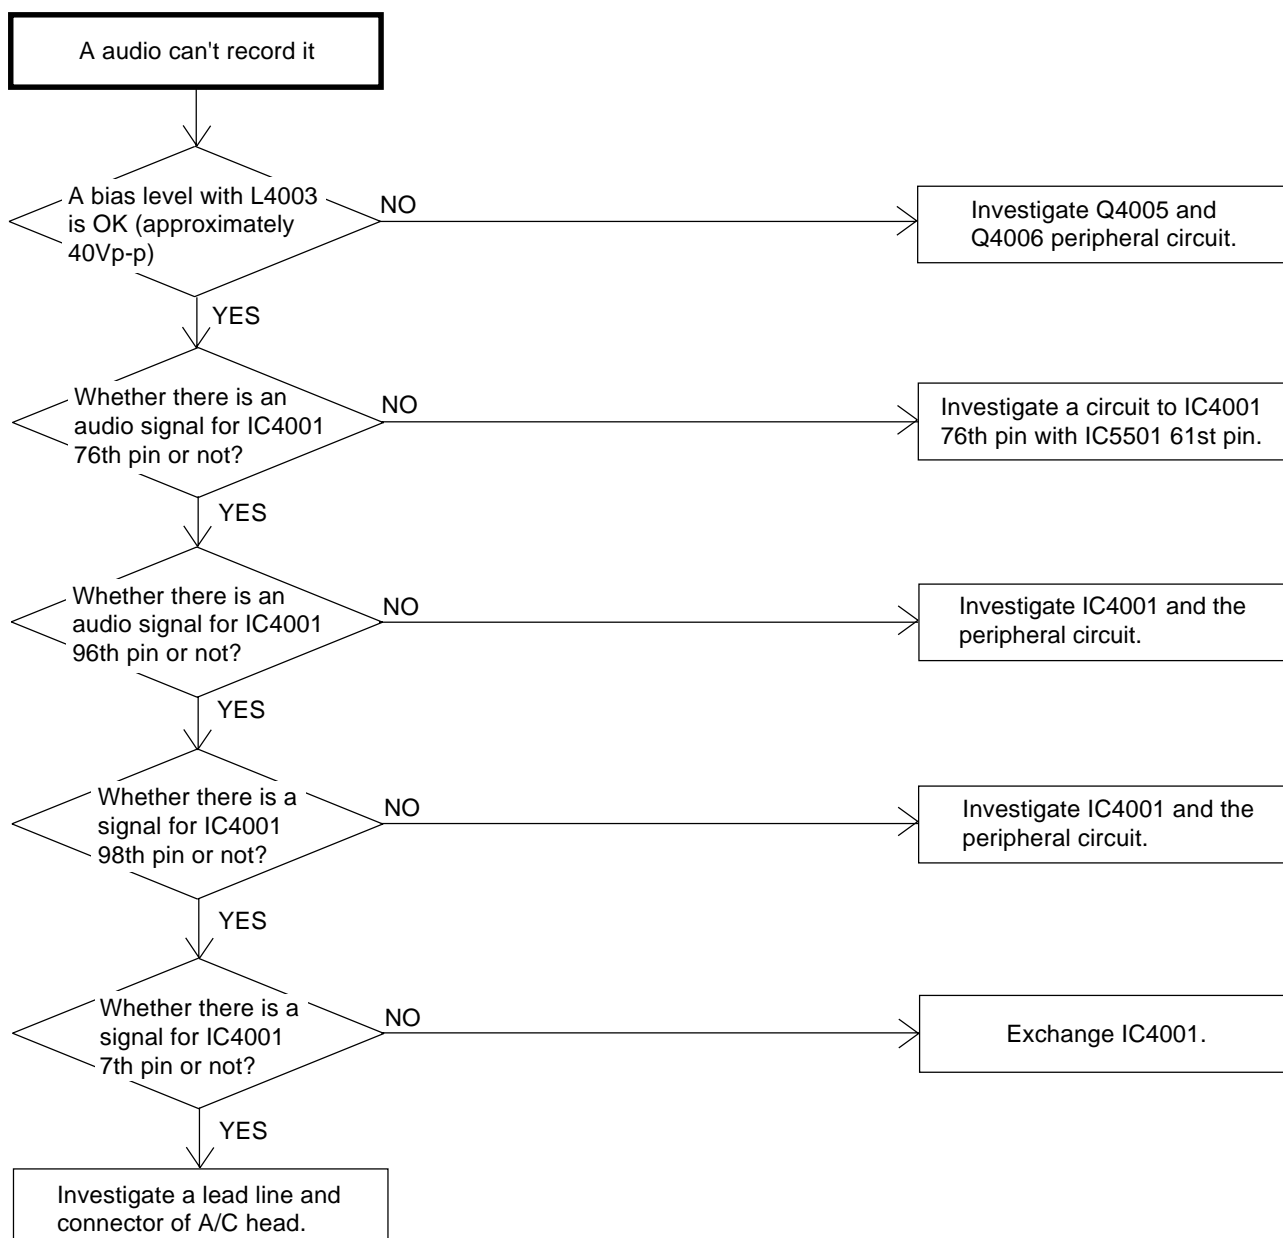 A audio can't record it
A bias level with L4003
is OK (approximately
40Vp-p)
NO
Investigate Q4005 and
Q4006 peripheral circuit.
YES
Whether there is an
audio signal for IC4001
76th pin or not?
NO
Investigate a circuit to IC4001
76th pin with IC5501 61st pin.
YES
Whether there is an
audio signal for IC4001
96th pin or not?
NO
Investigate IC4001 and the
peripheral circuit.
YES
Whether there is a
signal for IC4001
98th pin or not?
NO
Investigate IC4001 and the
peripheral circuit.
YES
Whether there is a
signal for IC4001
7th pin or not?
NO
Exchange IC4001.
YES
Investigate a lead line and
connector of A/C head.